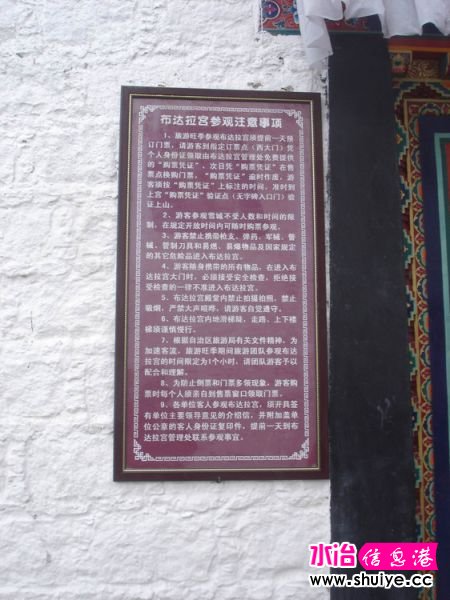 布达拉宫参观注意事项
1、旅游旺季参观布达拉宫须提前一天预
订门票，请游客到指定订票点（西大门）凭
个人身份证领取由布达拉宫管理处免费提供
的“购票凭证”，次日凭“购票凭证”在售
票点换购门票，“购票凭证”逾时作废。游
客须按“购票凭证”上标注的时间，准时到
上宫“购票凭证”验证点（无字碑入口门）验
证上山。
2、游客参观雪城不受人数和时间的限
制，在规定开放时间内可随时购票参观。
3、游客禁止携带枪支、弹药、军械、警
械、管制刀具和易燃、易爆物品及国家规定
的其它危险品进入布达拉宫。
4、游客随身携带的所有物品，在进入布
达拉宫大门时，必须接受安全检查，拒绝接
受检查的一律不准进入布达拉宫。
5、布达拉宫殿堂内禁止拍摄拍照，禁止
吸烟，严禁大声喧哗，请游客自觉遵守。
6、布达拉宫内地滑梯陡，走路、上下楼
梯须谨慎慢行。
7、根据自治区旅游局有关文件精神，为
加速客流，旅游旺季期间旅游团队参观布达
拉宫的时间限定为1个小时，请团队游客予以
配合和理解。
8、为防止倒票和门票多领现象，游客购
票时每个人须亲自到售票窗口领取门票。
9、各单位客人参观布达拉宫，须开具签
有单位主要领导意见的介绍信，并附加盖单
位公章的客人身份证复印件，提前一天到布
达拉宫管理处联系参观事宜。
水冶信息港
www.shuiye.cc